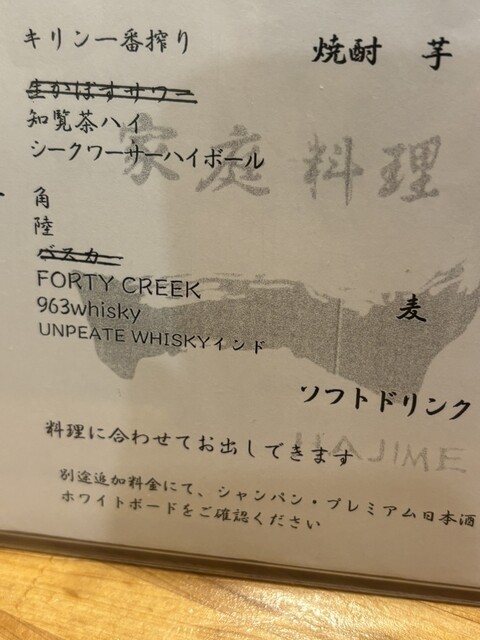 キリン一番搾り
生かぼすサワー
知覧茶ハイ
シークワーサーハイボール
角
陸
バスカー
FORTY CREEK
963whisky
UNPEATE WHISKYインド
焼酎 芋
家庭料理
麦
ソフトドリンク
HAJIME
料理に合わせてお出しできます
別途追加料金にて、シャンパン・プレミアム日本酒
ホワイトボードをご確認ください